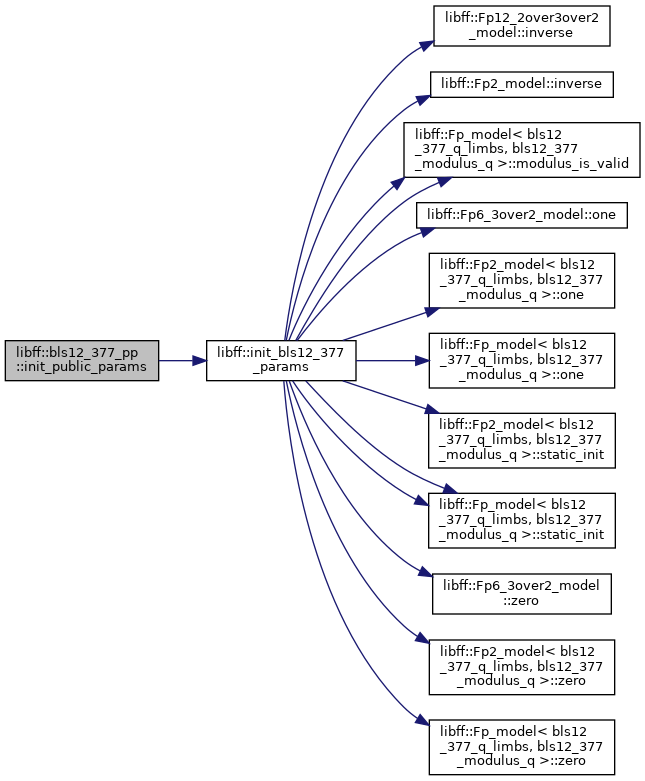 libff::Fp12_2over3over2
_model::inverse
libff::Fp2_model::inverse
libff::Fp_model< bls12
_377_q_limbs, bls12_377
_modulus_q >::modulus_is_valid
libff::Fp6_3over2_model::one
libff::Fp2_model< bls12
_377_q_limbs, bls12_377
_modulus_q >::one
libff::bls12_377_pp
::init_public_params
libff::init_bls12_377
_params
libff::Fp_model< bls12
_377_q_limbs, bls12_377
_modulus_q >::one
libff::Fp2_model< bls12
_377_q_limbs, bls12_377
_modulus_q >::static_init
libff::Fp_model< bls12
_377_q_limbs, bls12_377
_modulus_q >::static_init
libff::Fp6_3over2_model
::zero
libff::Fp2_model< bls12
_377_q_limbs, bls12_377
_modulus_q >::zero
libff::Fp_model< bls12
_377_q_limbs, bls12_377
_modulus_q >::zero